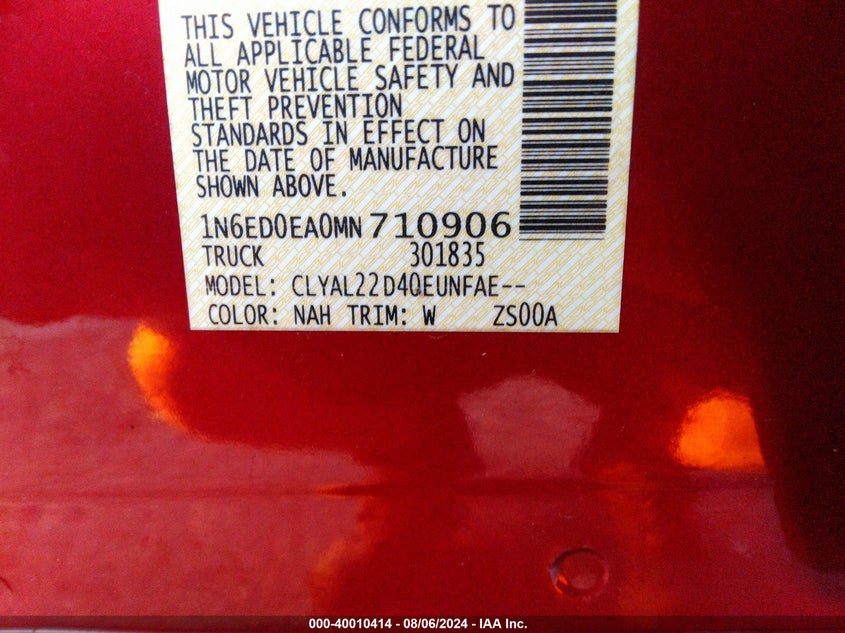 THIS VEHICLE CONFORMS TO
ALL APPLICABLE FEDERAL
MOTOR VEHICLE SAFETY AND
THEFT PREVENTION
STANDARDS IN EFFECT ON
THE DATE OF MANUFACTURE
SHOWN ABOVE.
1N6ED0EA0MN710906
TRUCK 301835
MODEL: CLYAL22D40EUNFAE--
COLOR: NAH TRIM: W ZS00A
000-40010414 - 08/06/2024 - IAA Inc.